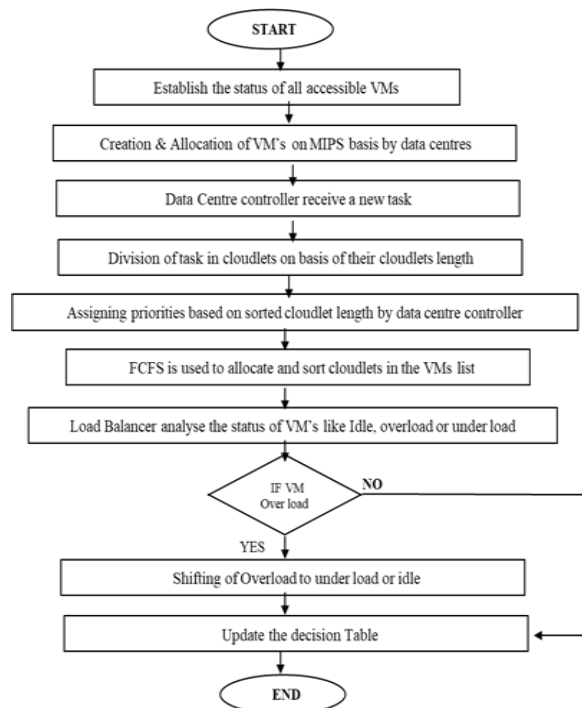 START
Establish the status of all accessible VMs
Creation & Allocation of VM's on MIPS basis by data centres
Data Centre controller receive a new task
Division of task in cloudlets on basis of their cloudlets length
Assigning priorities based on sorted cloudlet length by data centre controller
FCFS is used to allocate and sort cloudlets in the VMs list
Load Balancer analyse the status of VM's like Idle, overload or under load
IF VM
Over load
NO
YES
Shifting of Overload to under load or idle
Update the decision Table
END